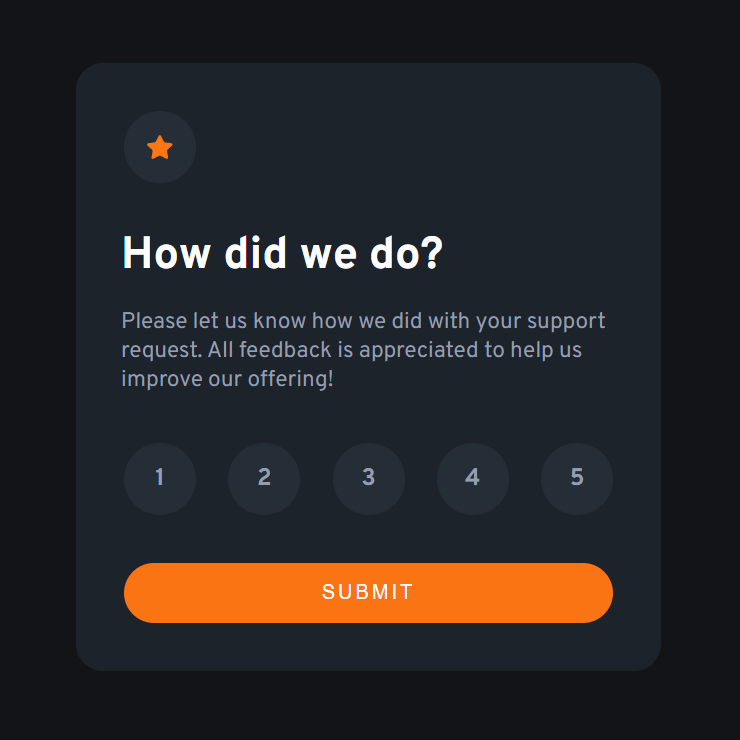 How did we do?
Please let us know how we did with your support
request. All feedback is appreciated to help us
improve our offering!
1 2 3 4 5
SUBMIT